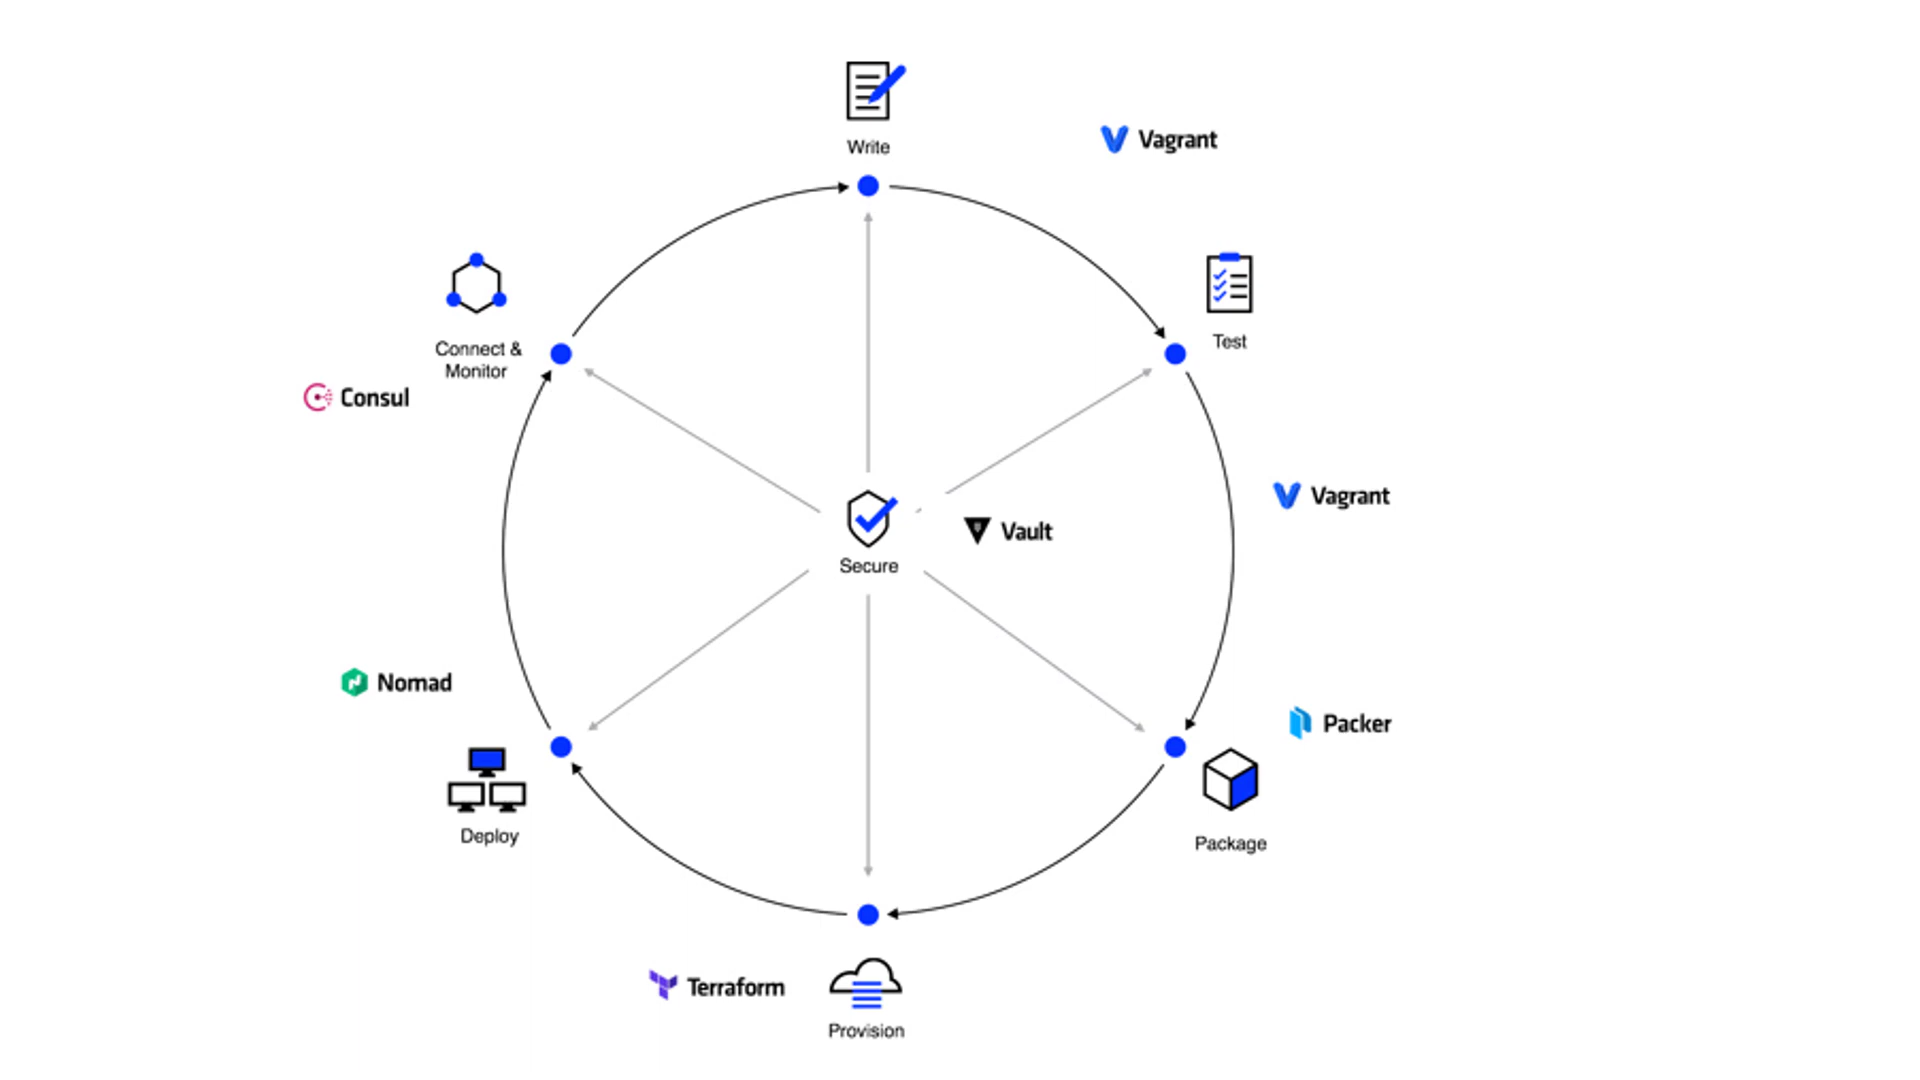 Write
Vagrant
Test
Connect &
Monitor
Consul
Vagrant
Vault
Secure
Nomad
Packer
Deploy
Package
Terraform
Provision